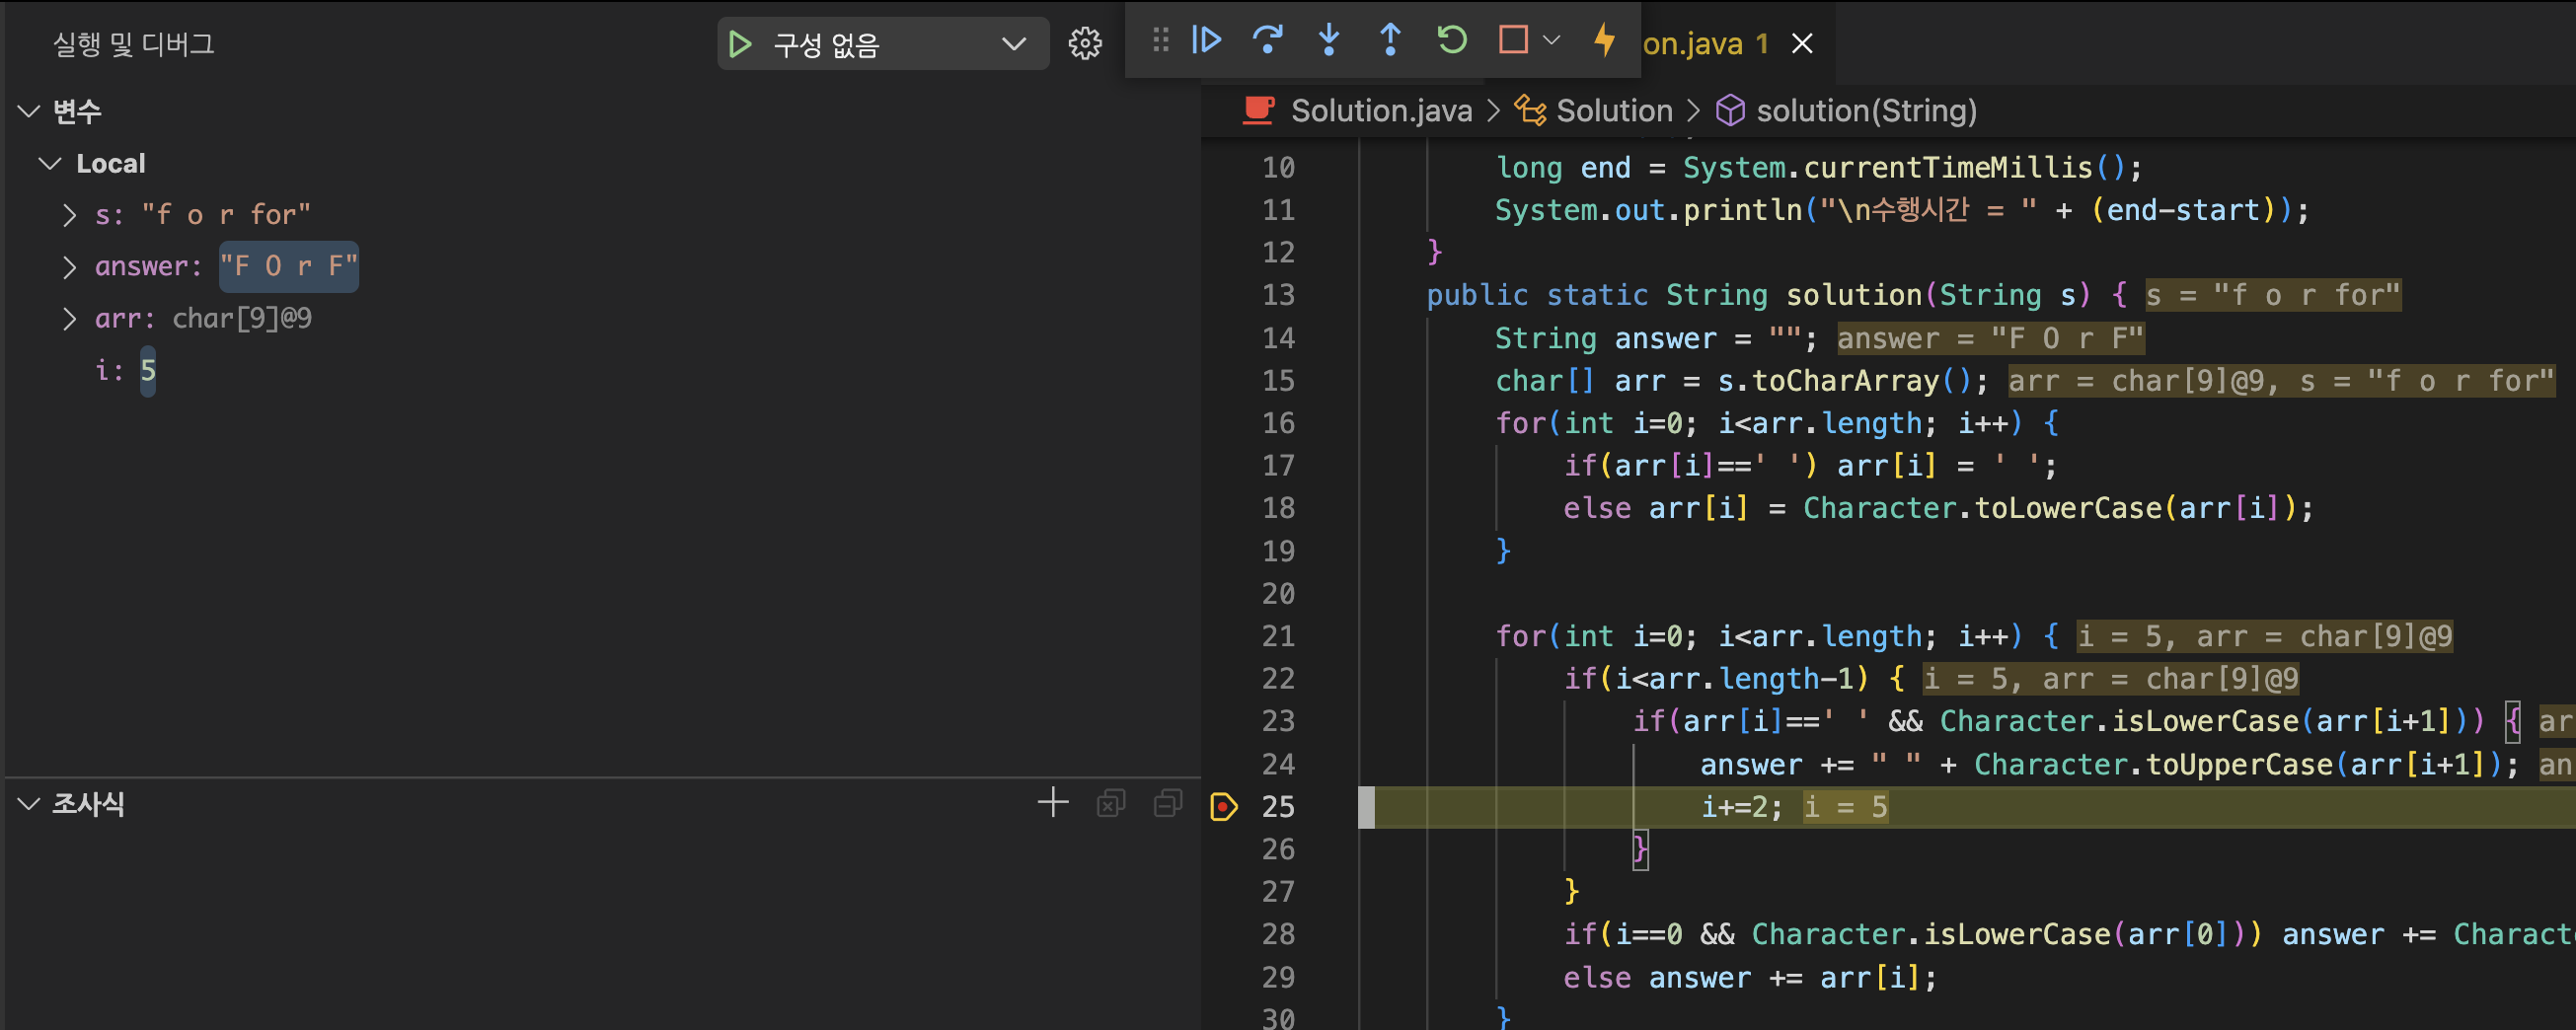 실행 및 디버그
구성 없음
변수
Local
s: "f o r for"
answer: "F O r F"
arr: char[9]@9
i: 5
조사식
on.java 1
Solution.java > Solution > solution(String)
10 long end = System.currentTimeMillis();
11 System.out.println("\n수행시간 = " + (end-start));
12 }
13 public static String solution(String s) { s = "f o r for"
14 String answer = ""; answer = "F O r F"
15 char[] arr = s.toCharArray(); arr = char[9]@9, s = "f o r for"
16 for(int i=0; i<arr.length; i++) {
17 if(arr[i]==' ') arr[i] = ' ';
18 else arr[i] = Character.toLowerCase(arr[i]);
19 }
20
21 for(int i=0; i<arr.length; i++) { i = 5, arr = char[9]@9
22 if(i<arr.length-1) { i = 5, arr = char[9]@9
23 if(arr[i]==' ' && Character.isLowerCase(arr[i+1])) { ar
24 answer += " " + Character.toUpperCase(arr[i+1]); an
25 i+=2; i = 5
26 }
27 }
28 if(i==0 && Character.isLowerCase(arr[0])) answer += Charact
29 else answer += arr[i];
30 }